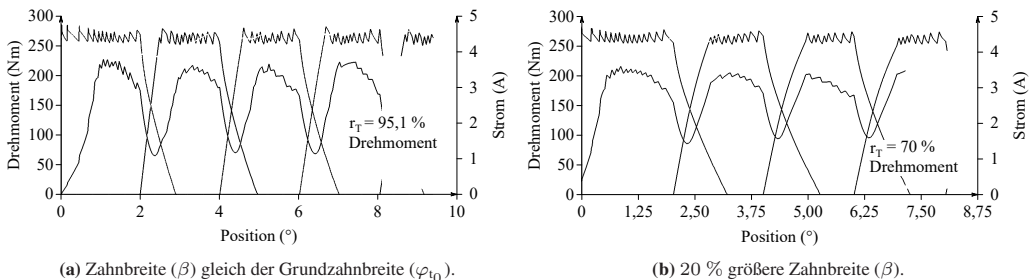 300
250
200
150
100
50
0
Drehmoment (Nm)
0 2 4 6 8 10
Position (°)
5
4
3
2
1
0
Strom (A)
r_T = 95,1 %
Drehmoment
(a) Zahnbreite (β) gleich der Grundzahnbreite (φ_t0).
300
250
200
150
100
50
0
Drehmoment (Nm)
0 1,25 2,50 3,75 5,00 6,25 7,50 8,75
Position (°)
5
4
3
2
1
0
Strom (A)
r_T = 70 %
Drehmoment
(b) 20 % größere Zahnbreite (β).